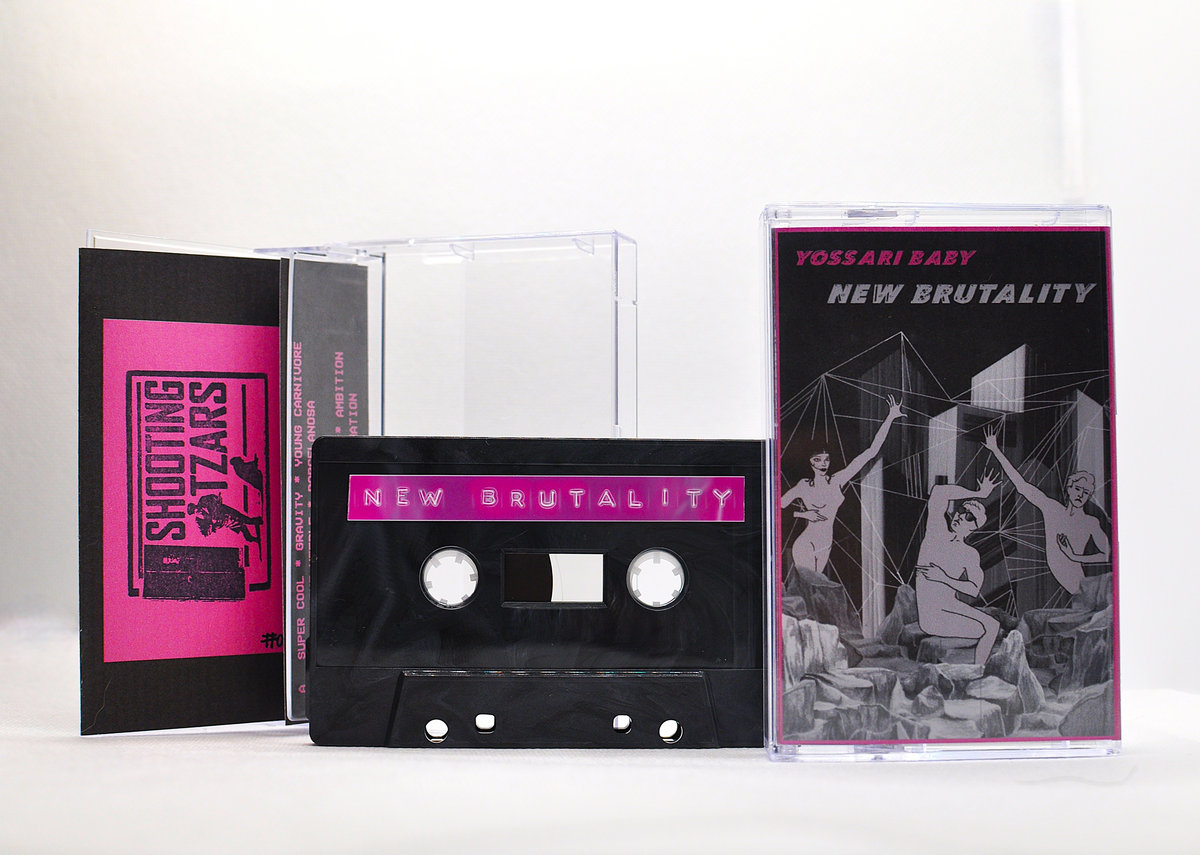 SHOOTING
TZARS
A SUPER COOL * GRAVITY * YOUNG CARNIVORE
* AMBITION
NEW BRUTALITY
YOSSARI BABY
NEW BRUTALITY